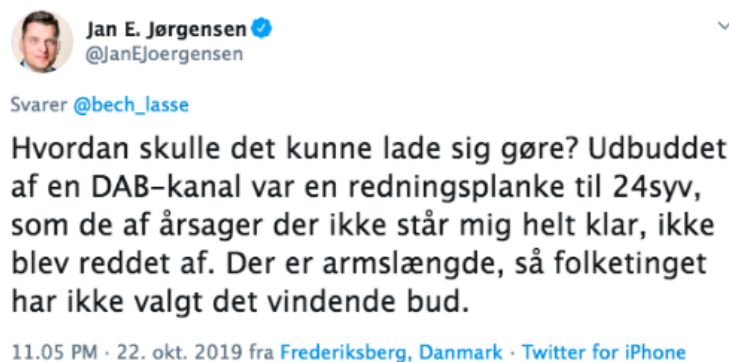 Jan E. Jørgensen
@JanEJoergensen
Svarer @bech_lasse
Hvordan skulle det kunne lade sig gøre? Udbuddet
af en DAB-kanal var en redningsplanke til 24syv,
som de af årsager der ikke står mig helt klar, ikke
blev reddet af. Der er armslængde, så folketinget
har ikke valgt det vindende bud.
11.05 PM · 22. okt. 2019 fra Frederiksberg, Danmark · Twitter for iPhone